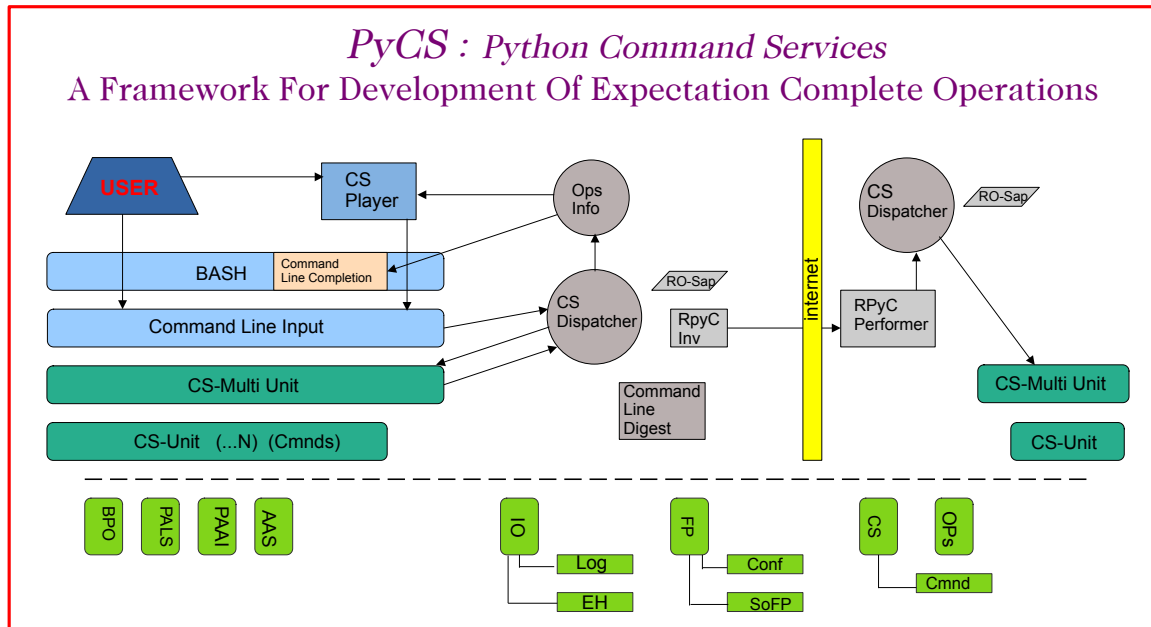 PyCS : Python Command Services
A Framework For Development Of Expectation Complete Operations
USER
CS
Player
Ops
Info
CS
Dispatcher
RO-Sap
BASH
Command
Line Completion
Command Line Input
CS
Dispatcher
RO-Sap
RpyC
Inv
internet
RPyC
Performer
CS-Multi Unit
Command
Line
Digest
CS-Multi Unit
CS-Unit (...N) (Cmnds)
CS-Unit
BPO
PALS
PAAI
AAS
IO
Log
EH
FP
Conf
SoFP
CS
OPs
Cmnd